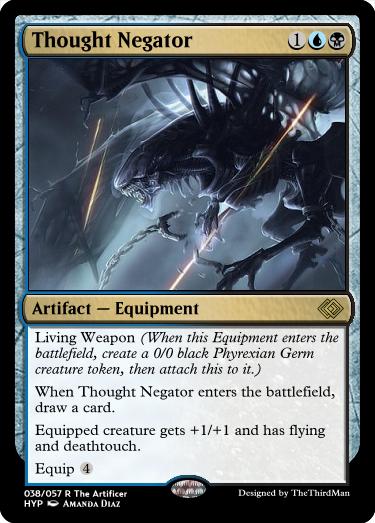 Thought Negator 1
Artifact — Equipment
Living Weapon (When this Equipment enters the
battlefield, create a 0/0 black Phyrexian Germ
creature token, then attach this to it.)
When Thought Negator enters the battlefield,
draw a card.
Equipped creature gets +1/+1 and has flying
and deathtouch.
Equip 4
038/057 R The Artificer
HYP AMANDA DIAZ
Designed by TheThirdMan